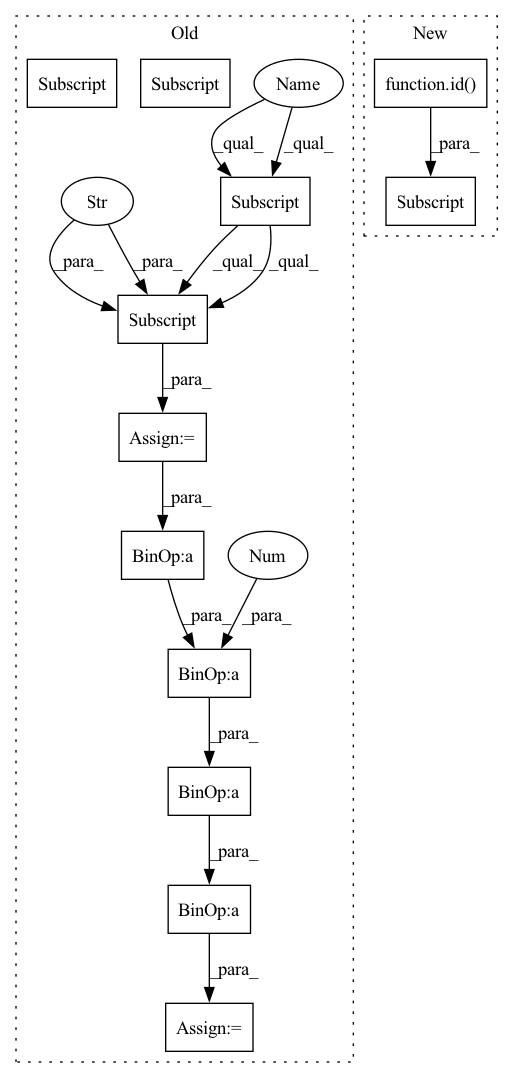 Old
New
Subscript
Subscript
Name
function.id()
_qual_
_qual_
_para_
Str
Subscript
Subscript
_para_
_para_
_qual_
_qual_
Subscript
_para_
Assign:=
_para_
BinOp:a
Num
_para_
_para_
BinOp:a
_para_
BinOp:a
_para_
BinOp:a
_para_
Assign:=